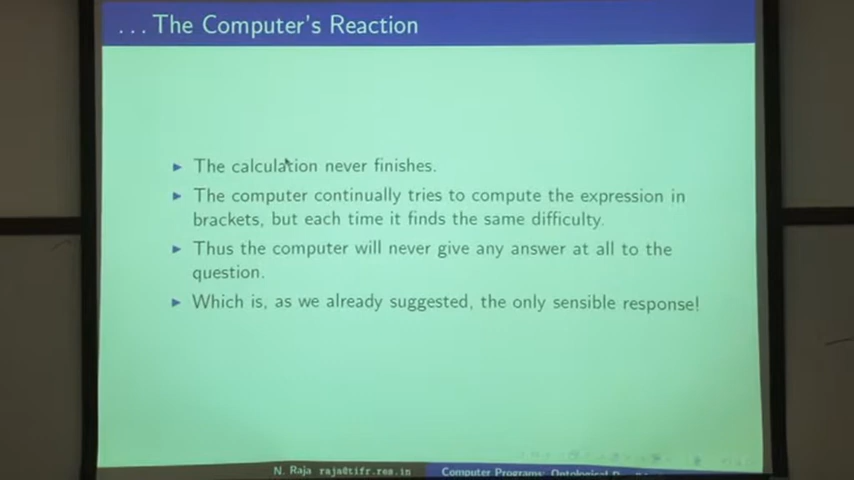 ... The Computer's Reaction
▶ The calculation never finishes.
▶ The computer continually tries to compute the expression in
brackets, but each time it finds the same difficulty.
▶ Thus the computer will never give any answer at all to the
question.
▶ Which is, as we already suggested, the only sensible response!
N. Raja raja@tifr.res.in Computer Programs: Ontological